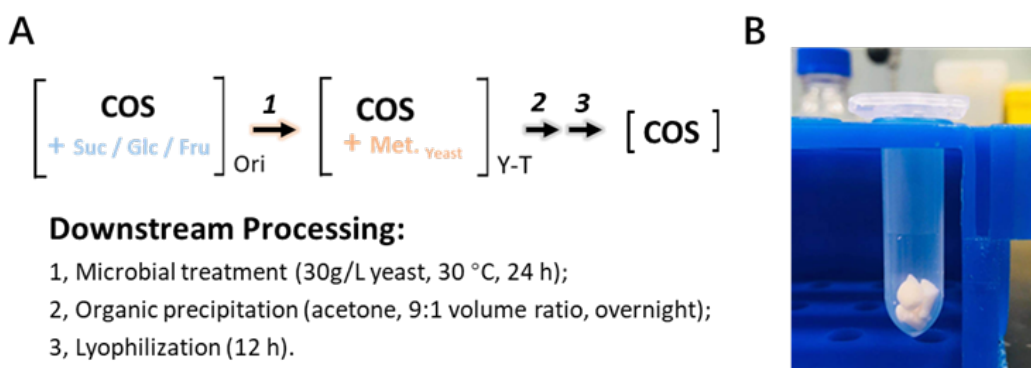 A
B
[ COS + Suc / Glc / Fru ] Ori 1 [ COS + Met. Yeast ] Y-T 2 3 [ COS ]
Downstream Processing:
1, Microbial treatment (30g/L yeast, 30 °C, 24 h);
2, Organic precipitation (acetone, 9:1 volume ratio, overnight);
3, Lyophilization (12 h).